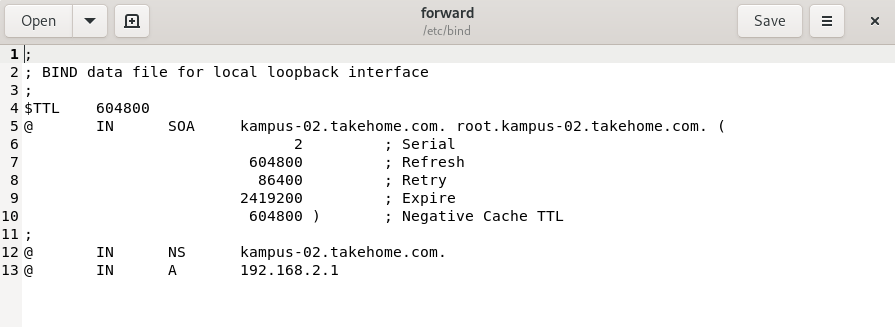 Open
forward
/etc/bind
Save
1 ;
2 ; BIND data file for local loopback interface
3 ;
4 $TTL    604800
5 @       IN      SOA     kampus-02.takehome.com. root.kampus-02.takehome.com. (
6                               2         ; Serial
7                          604800         ; Refresh
8                           86400         ; Retry
9                         2419200         ; Expire
10                         604800 )       ; Negative Cache TTL
11 ;
12 @       IN      NS      kampus-02.takehome.com.
13 @       IN      A       192.168.2.1